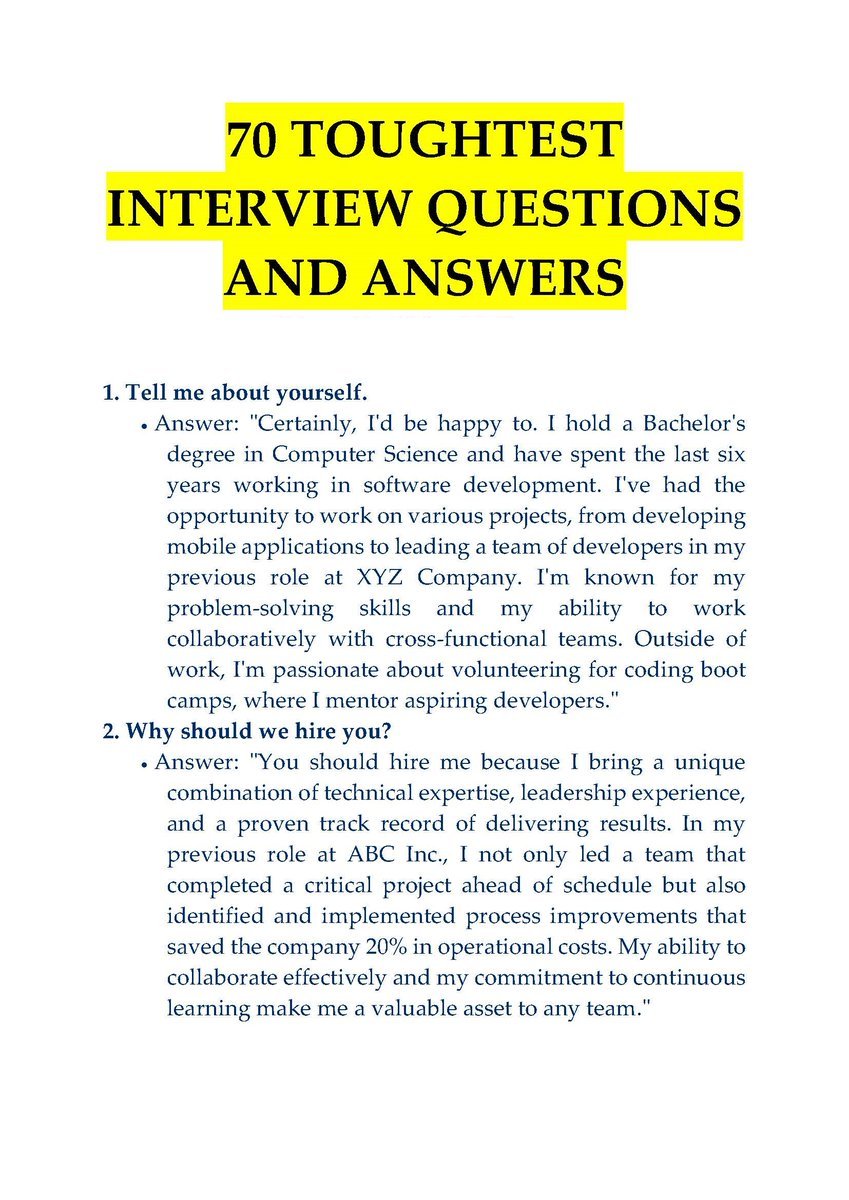 70 TOUGHTEST
INTERVIEW QUESTIONS
AND ANSWERS
1. Tell me about yourself.
• Answer: "Certainly, I'd be happy to. I hold a Bachelor's
degree in Computer Science and have spent the last six
years working in software development. I've had the
opportunity to work on various projects, from developing
mobile applications to leading a team of developers in my
previous role at XYZ Company. I'm known for my
problem-solving skills and my ability to work
collaboratively with cross-functional teams. Outside of
work, I'm passionate about volunteering for coding boot
camps, where I mentor aspiring developers."
2. Why should we hire you?
• Answer: "You should hire me because I bring a unique
combination of technical expertise, leadership experience,
and a proven track record of delivering results. In my
previous role at ABC Inc., I not only led a team that
completed a critical project ahead of schedule but also
identified and implemented process improvements that
saved the company 20% in operational costs. My ability to
collaborate effectively and my commitment to continuous
learning make me a valuable asset to any team."